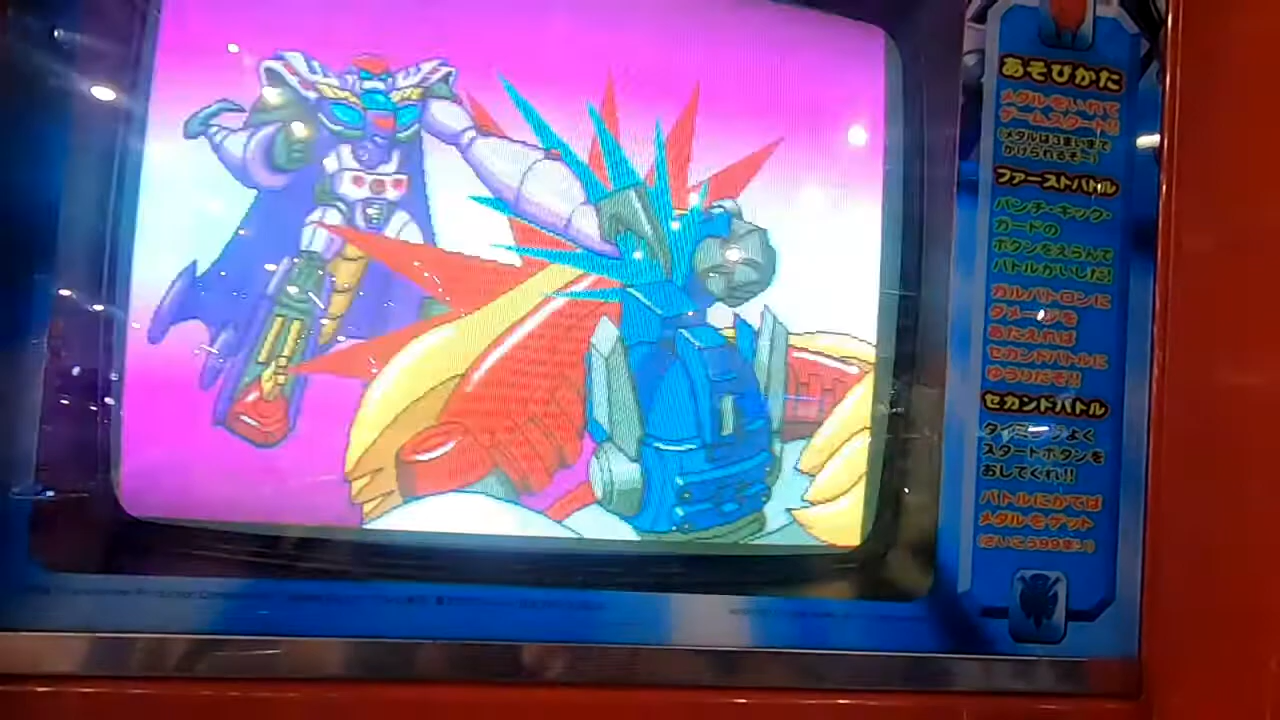 あそびかた
メダルをいれて
ゲームスタート!!
(メダルは3まいまで
かけられるぞ〜)
ファーストバトル
パンチ・キック・
カードの
ボタンをえらんで
バトルかいしだ!
ガルバトロンに
ダメージを
あたえれば
セカンドバトルに
ゆうりだぞ!!
セカンドバトル
タイミングよく
スタートボタンを
おしてくれ!!
バトルにかてば
メダルをゲット
(さいこう99まい)